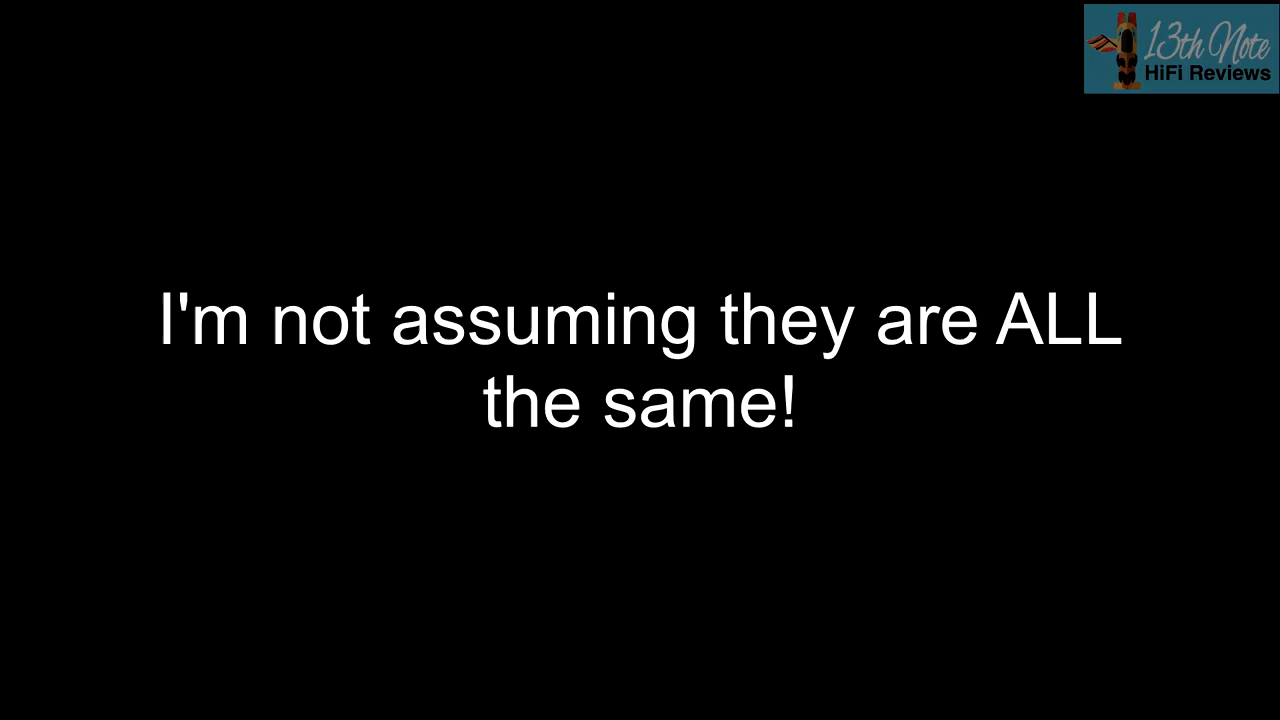 13th Note
HiFi Reviews
I'm not assuming they are ALL
the same!